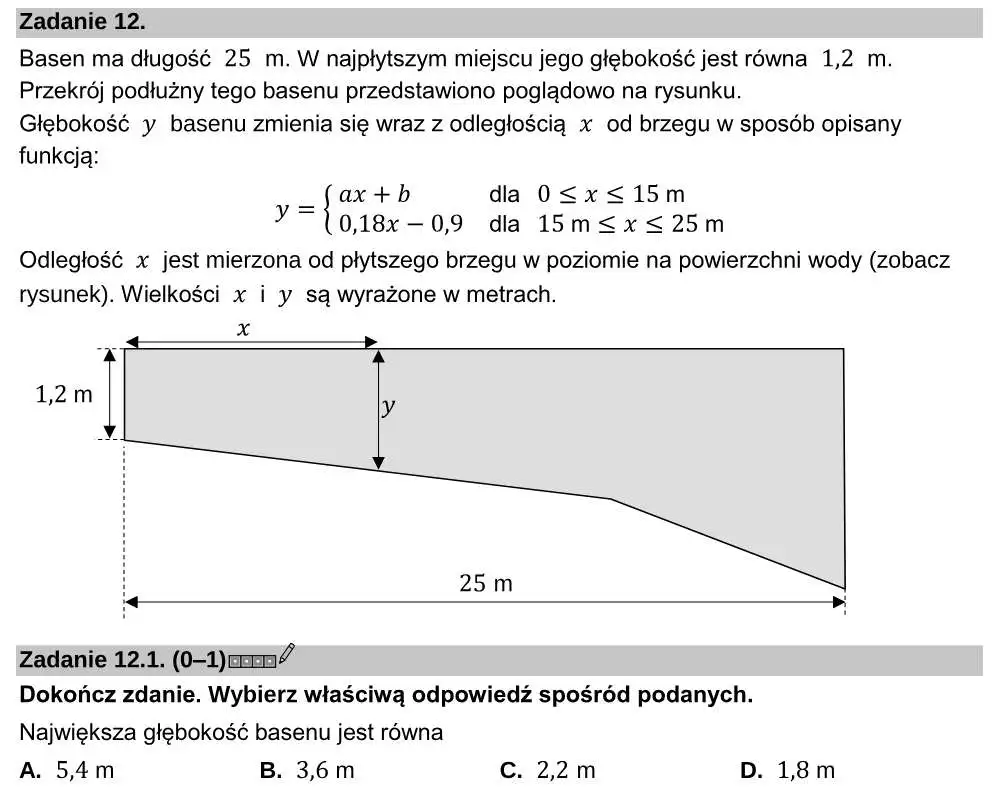 Zadanie 12.
Basen ma długość 25 m. W najpłytszym miejscu jego głębokość jest równa 1,2 m.
Przekrój podłużny tego basenu przedstawiono poglądowo na rysunku.
Głębokość y basenu zmienia się wraz z odległością x od brzegu w sposób opisany
funkcją:
y = { ax + b dla 0 ≤ x ≤ 15 m
0,18x − 0,9 dla 15 m ≤ x ≤ 25 m
Odległość x jest mierzona od płytszego brzegu w poziomie na powierzchni wody (zobacz
rysunek). Wielkości x i y są wyrażone w metrach.
x
1,2 m
y
25 m
Zadanie 12.1. (0–1)
Dokończ zdanie. Wybierz właściwą odpowiedź spośród podanych.
Największa głębokość basenu jest równa
A. 5,4 m B. 3,6 m C. 2,2 m D. 1,8 m